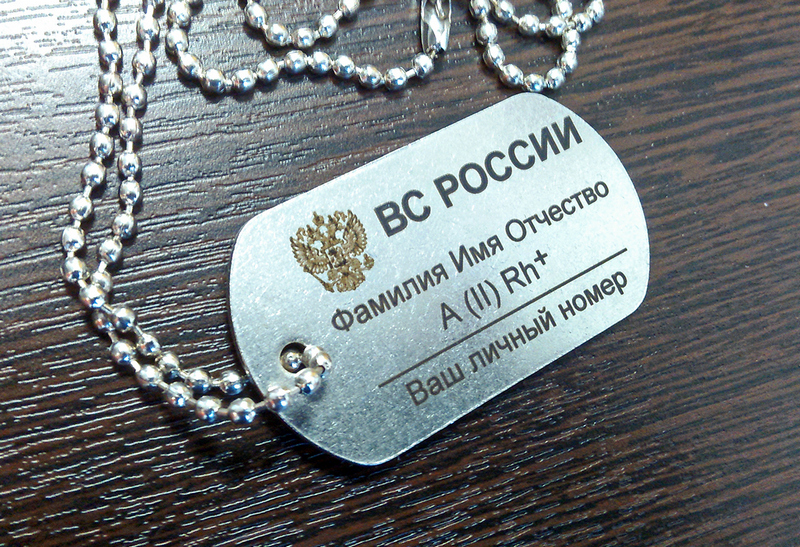 ВС РОССИИ
Фамилия Имя Отчество
A (II) Rh+
Ваш личный номер